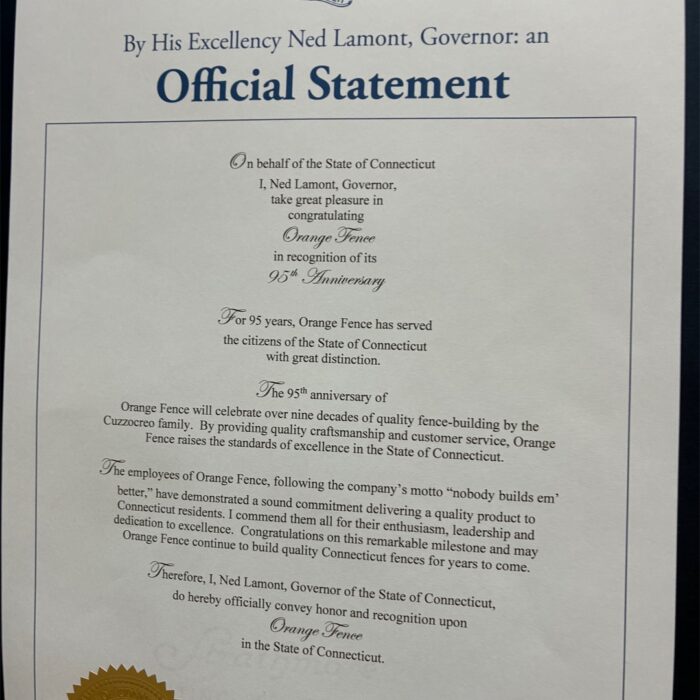 By His Excellency Ned Lamont, Governor: an
Official Statement
On behalf of the State of Connecticut
I, Ned Lamont, Governor,
take great pleasure in
congratulating
Orange Fence
in recognition of its
95th Anniversary
For 95 years, Orange Fence has served
the citizens of the State of Connecticut
with great distinction.
The 95th anniversary of
Orange Fence will celebrate over nine decades of quality fence-building by the
Cuzzocreo family. By providing quality craftsmanship and customer service, Orange
Fence raises the standards of excellence in the State of Connecticut.
The employees of Orange Fence, following the company's motto "nobody builds em'
better," have demonstrated a sound commitment delivering a quality product to
Connecticut residents. I commend them all for their enthusiasm, leadership and
dedication to excellence. Congratulations on this remarkable milestone and may
Orange Fence continue to build quality Connecticut fences for years to come.
Therefore, I, Ned Lamont, Governor of the State of Connecticut,
do hereby officially convey honor and recognition upon
Orange Fence
in the State of Connecticut.